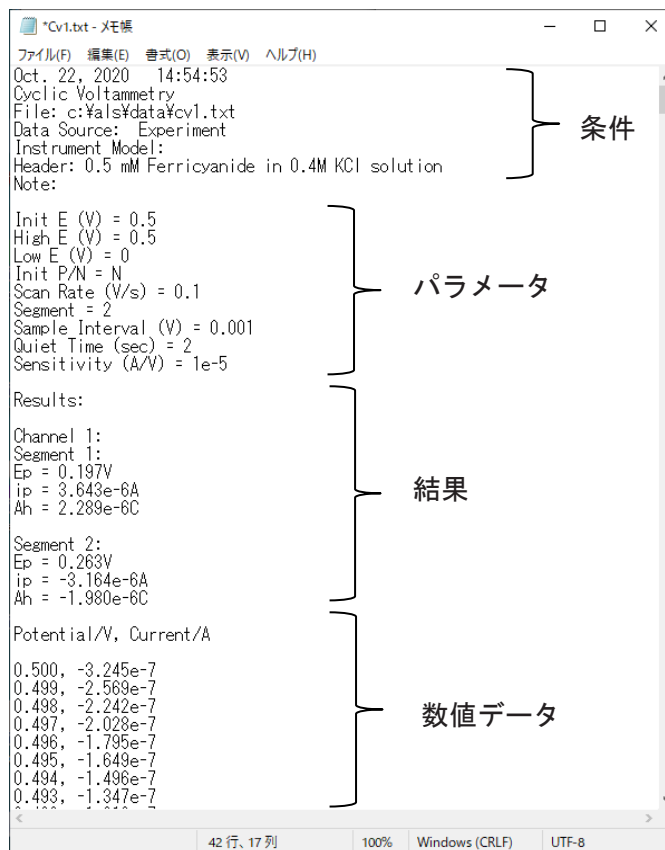 *Cv1.txt - メモ帳
ファイル(F) 編集(E) 書式(O) 表示(V) ヘルプ(H)
Oct. 22, 2020   14:54:53
Cyclic Voltammetry
File: c:¥als¥data¥cv1.txt
Data Source:  Experiment
Instrument Model:
Header: 0.5 mM Ferricyanide in 0.4M KCl solution
Note:
条件
Init E (V) = 0.5
High E (V) = 0.5
Low E (V) = 0
Init P/N = N
Scan Rate (V/s) = 0.1
Segment = 2
Sample Interval (V) = 0.001
Quiet Time (sec) = 2
Sensitivity (A/V) = 1e-5
パラメータ
Results:
Channel 1:
Segment 1:
Ep = 0.197V
ip = 3.643e-6A
Ah = 2.289e-6C
Segment 2:
Ep = 0.263V
ip = -3.164e-6A
Ah = -1.980e-6C
結果
Potential/V, Current/A
0.500, -3.245e-7
0.499, -2.569e-7
0.498, -2.242e-7
0.497, -2.028e-7
0.496, -1.795e-7
0.495, -1.649e-7
0.494, -1.496e-7
0.493, -1.347e-7
数値データ
42 行、17 列 100% Windows (CRLF) UTF-8